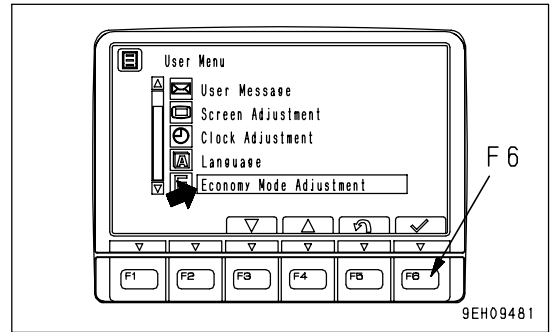 User Menu
User Message
Screen Adjustment
Clock Adjustment
A Language
E Economy Mode Adjustment
F6
F1 F2 F3 F4 F5 F6
9EH09481